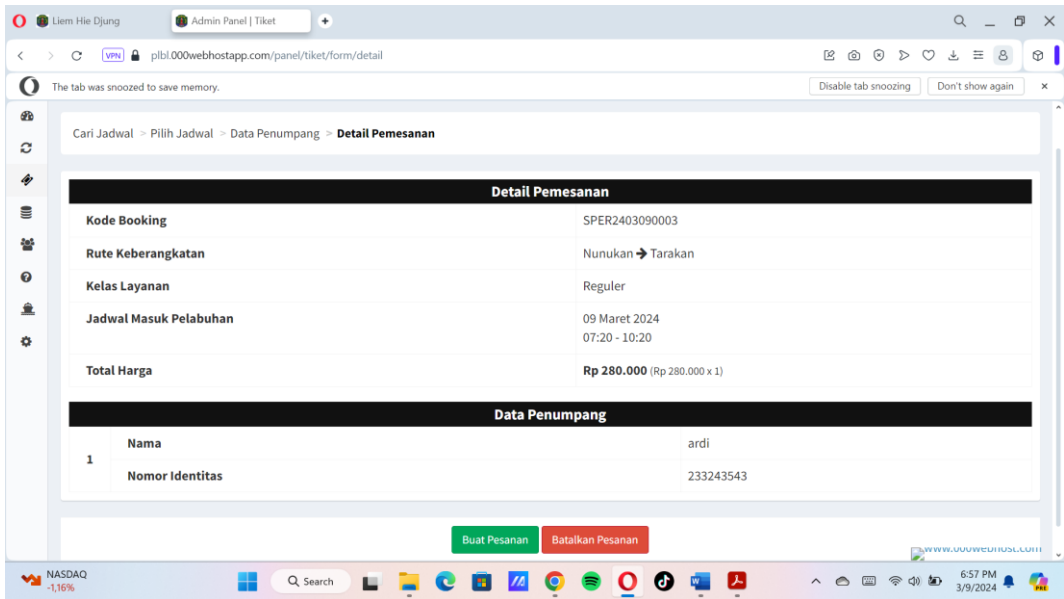 Liem Hie Djung
Admin Panel | Tiket
VPN
plbl.000webhostapp.com/panel/tiket/form/detail
The tab was snoozed to save memory.
Disable tab snoozing
Don't show again
Cari Jadwal > Pilih Jadwal > Data Penumpang > Detail Pemesanan
Detail Pemesanan
Kode Booking SPER2403090003
Rute Keberangkatan Nunukan → Tarakan
Kelas Layanan Reguler
Jadwal Masuk Pelabuhan 09 Maret 2024
07:20 - 10:20
Total Harga Rp 280.000 (Rp 280.000 x 1)
Data Penumpang
1
Nama ardi
Nomor Identitas 233243543
Buat Pesanan
Batalkan Pesanan
www.000webhost.com
NASDAQ
-1,16%
Search
6:57 PM
3/9/2024
PRE